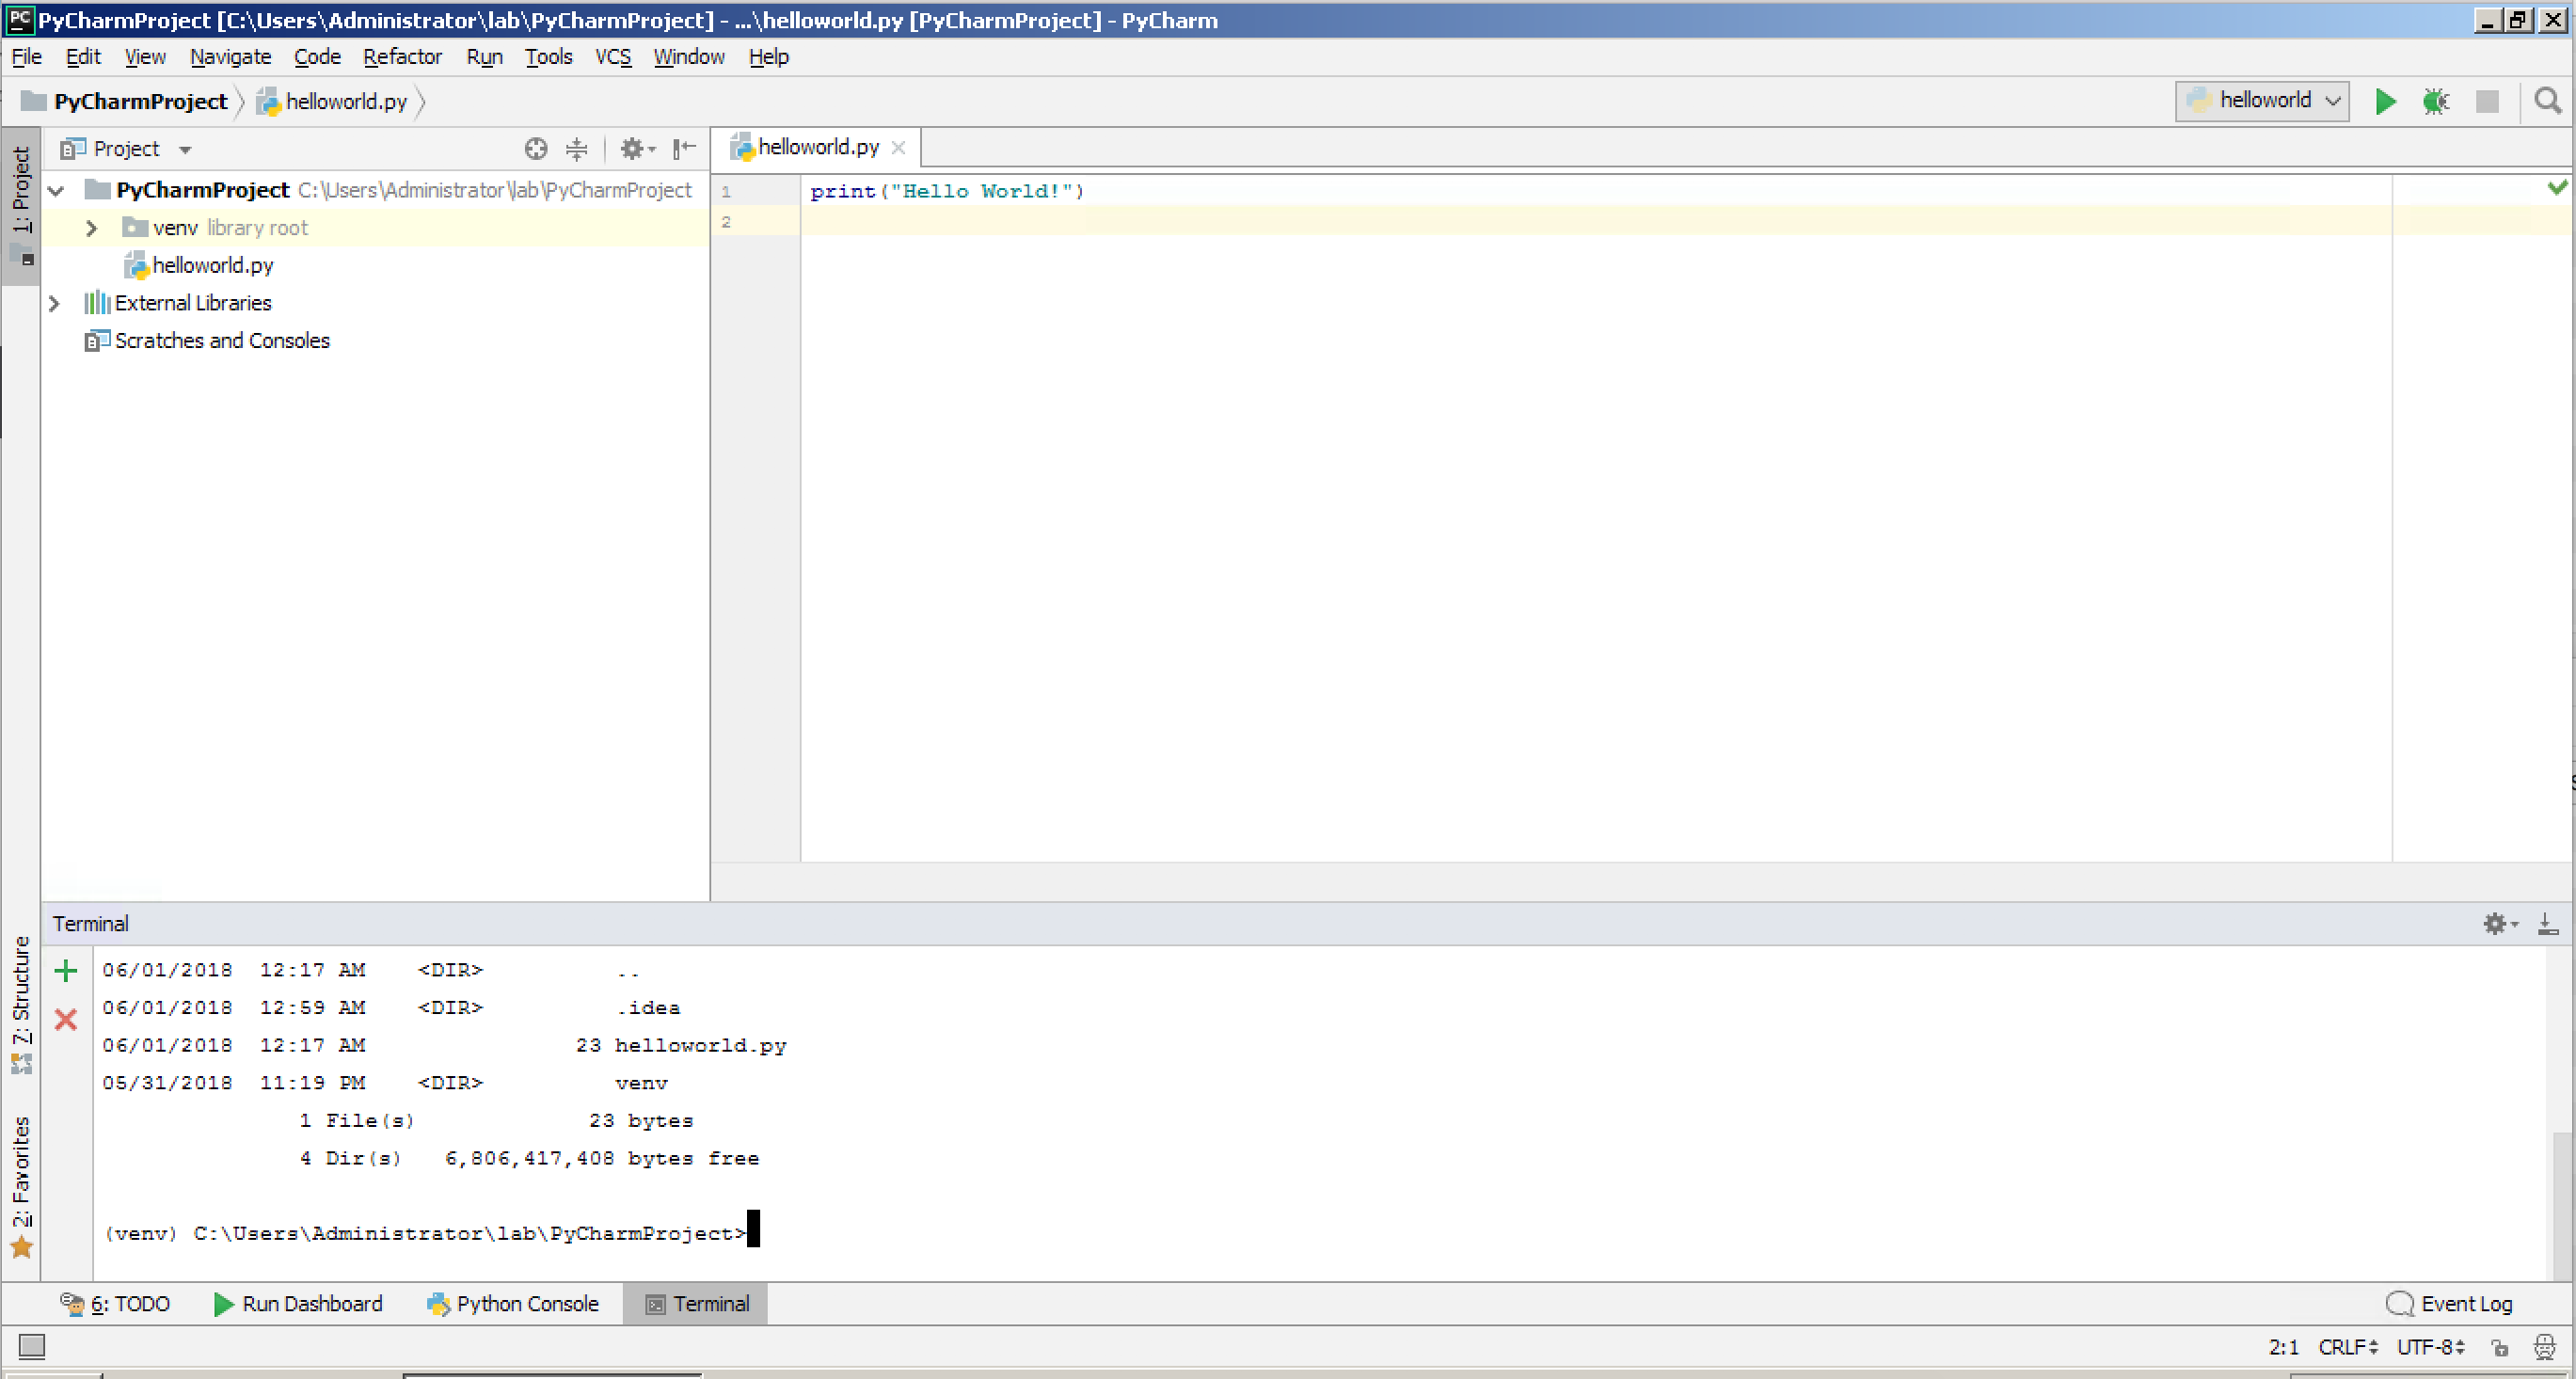 PC PyCharmProject [C:\Users\Administrator\lab\PyCharmProject] - ...\helloworld.py [PyCharmProject] - PyCharm
File Edit View Navigate Code Refactor Run Tools VCS Window Help
PyCharmProject helloworld.py helloworld
1: Project
Project
helloworld.py
PyCharmProject C:\Users\Administrator\lab\PyCharmProject
venv library root
helloworld.py
External Libraries
Scratches and Consoles
1 print("Hello World!")
2
Terminal
7: Structure
2: Favorites
06/01/2018 12:17 AM <DIR> ..
06/01/2018 12:59 AM <DIR> .idea
06/01/2018 12:17 AM 23 helloworld.py
05/31/2018 11:19 PM <DIR> venv
1 File(s) 23 bytes
4 Dir(s) 6,806,417,408 bytes free
(venv) C:\Users\Administrator\lab\PyCharmProject>
6: TODO Run Dashboard Python Console Terminal Event Log
2:1 CRLF UTF-8